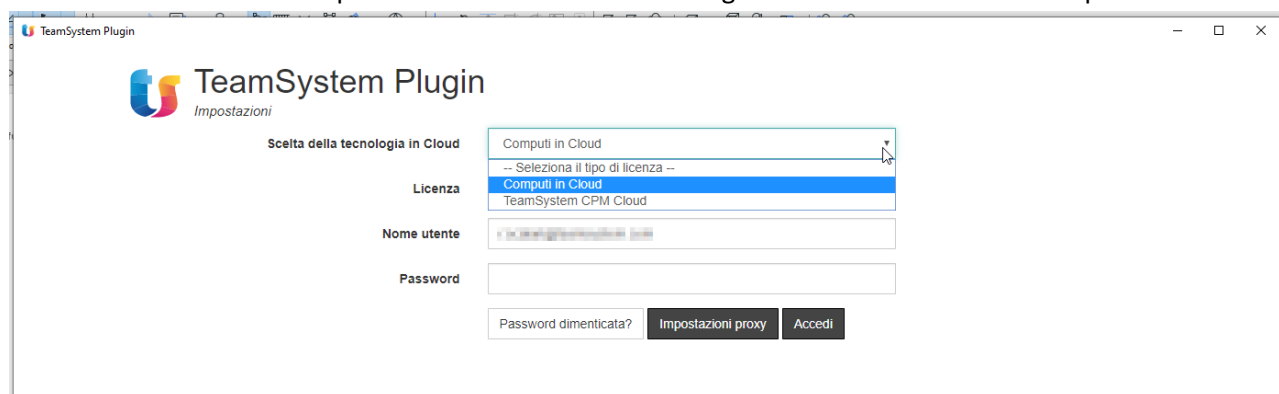 TeamSystem Plugin
TeamSystem Plugin
Impostazioni
Scelta della tecnologia in Cloud
Computi in Cloud
-- Seleziona il tipo di licenza --
Computi in Cloud
TeamSystem CPM Cloud
Licenza
Nome utente
Password
Password dimenticata? Impostazioni proxy Accedi